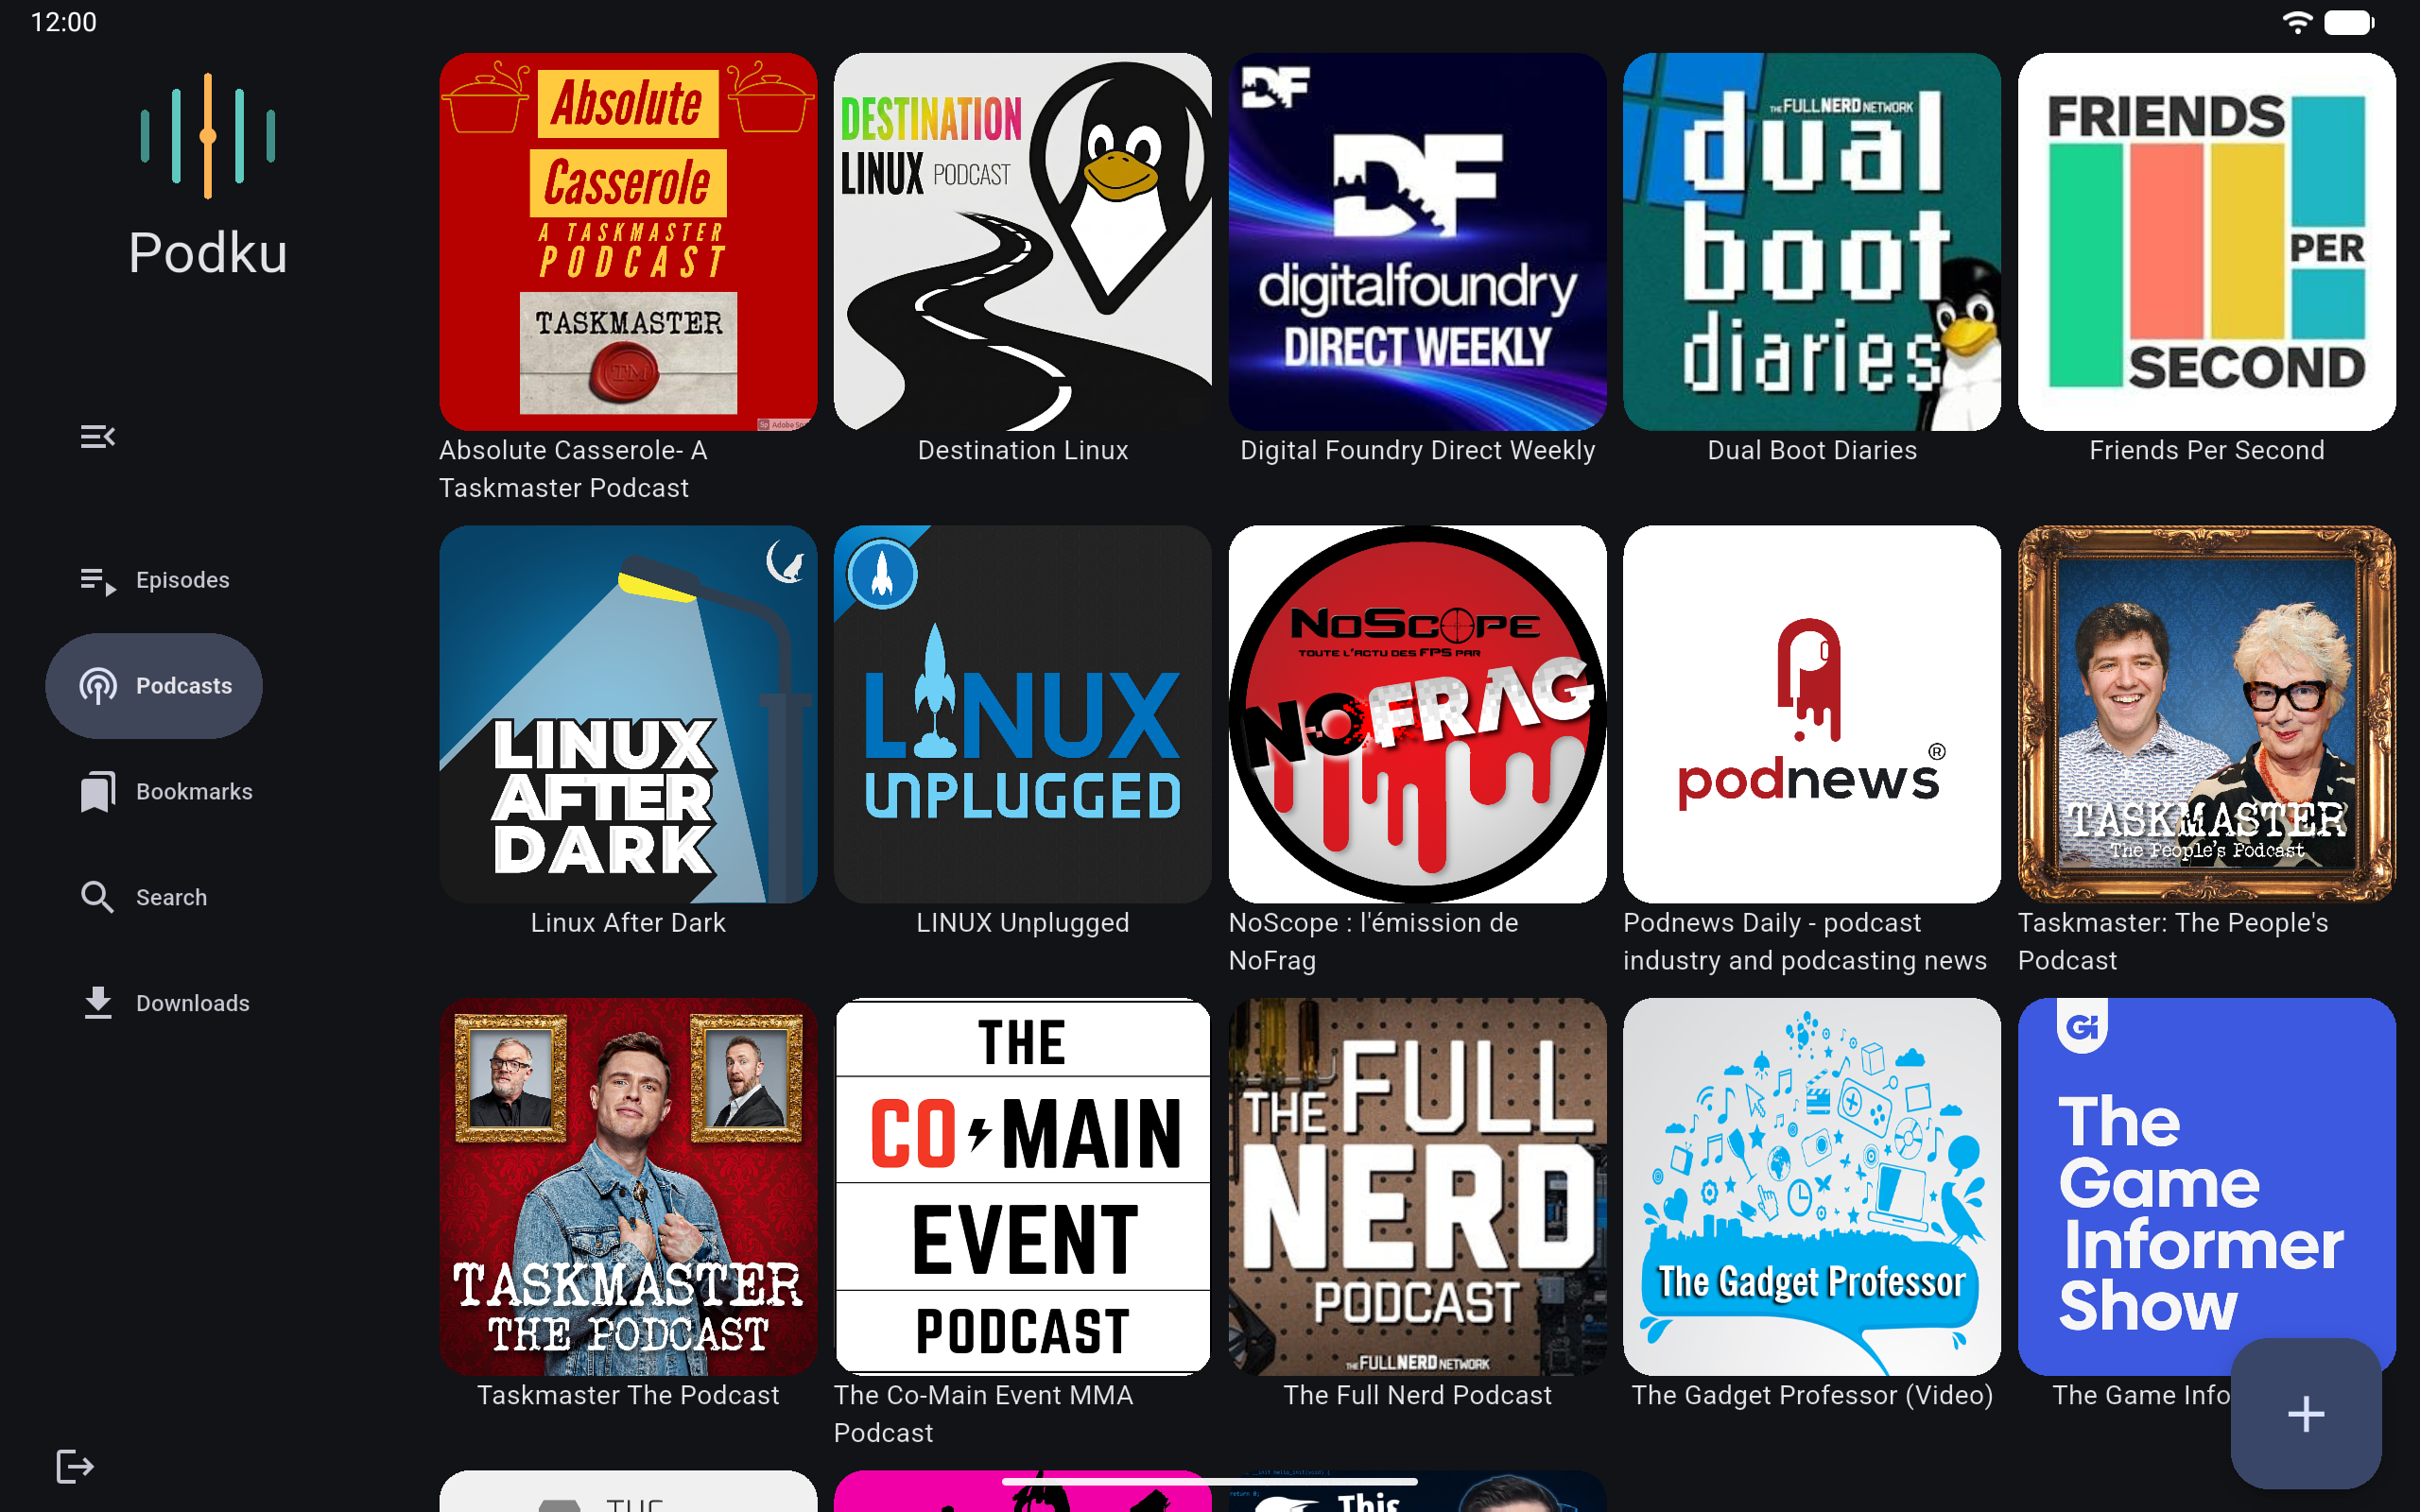 12:00
Podku
Episodes
Podcasts
Bookmarks
Search
Downloads
Absolute
Casserole
A TASKMASTER
PODCAST
TASKMASTER
TM
Absolute Casserole- A
Taskmaster Podcast
DESTINATION
LINUX PODCAST
Destination Linux
DF
DF
digitalfoundry
DIRECT WEEKLY
Digital Foundry Direct Weekly
THE FULL NERD NETWORK
dual
boot
diaries
Dual Boot Diaries
FRIENDS
PER
SECOND
Friends Per Second
LINUX
AFTER
DARK
Linux After Dark
LINUX
UNPLUGGED
LINUX Unplugged
NOSCOPE
TOUTE L'ACTU DES FPS PAR
NOFRAG
NoScope : l'émission de
NoFrag
podnews®
Podnews Daily - podcast
industry and podcasting news
TASKMASTER
The People's Podcast
Taskmaster: The People's
Podcast
TASKMASTER
THE PODCAST
Taskmaster The Podcast
THE
CO MAIN
EVENT
PODCAST
The Co-Main Event MMA
Podcast
THE FULL
NERD
PODCAST
THE FULL NERD NETWORK
The Full Nerd Podcast
The Gadget Professor
The Gadget Professor (Video)
Gi
The
Game
Informer
Show
The Game Info
THE
This